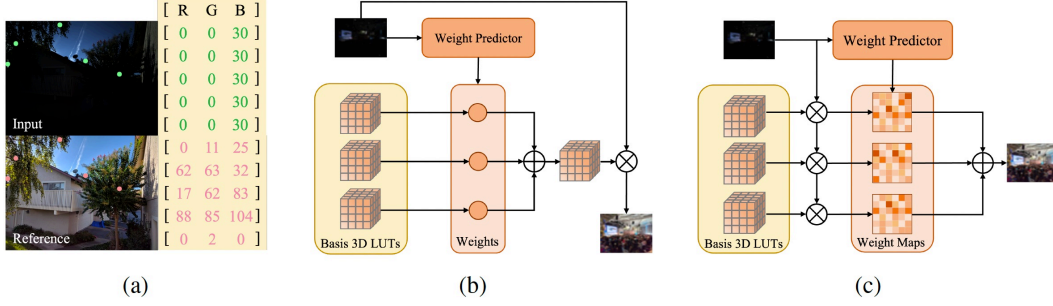 [ R G B ]
[ 0 0 30 ]
[ 0 0 30 ]
[ 0 0 30 ]
[ 0 0 30 ]
[ 0 0 30 ]
Input
[ 0 11 25 ]
[ 62 63 32 ]
[ 17 62 83 ]
[ 88 85 104 ]
[ 0 2 0 ]
Reference
(a)
Weight Predictor
Basis 3D LUTs
Weights
(b)
Weight Predictor
Basis 3D LUTs
Weight Maps
(c)